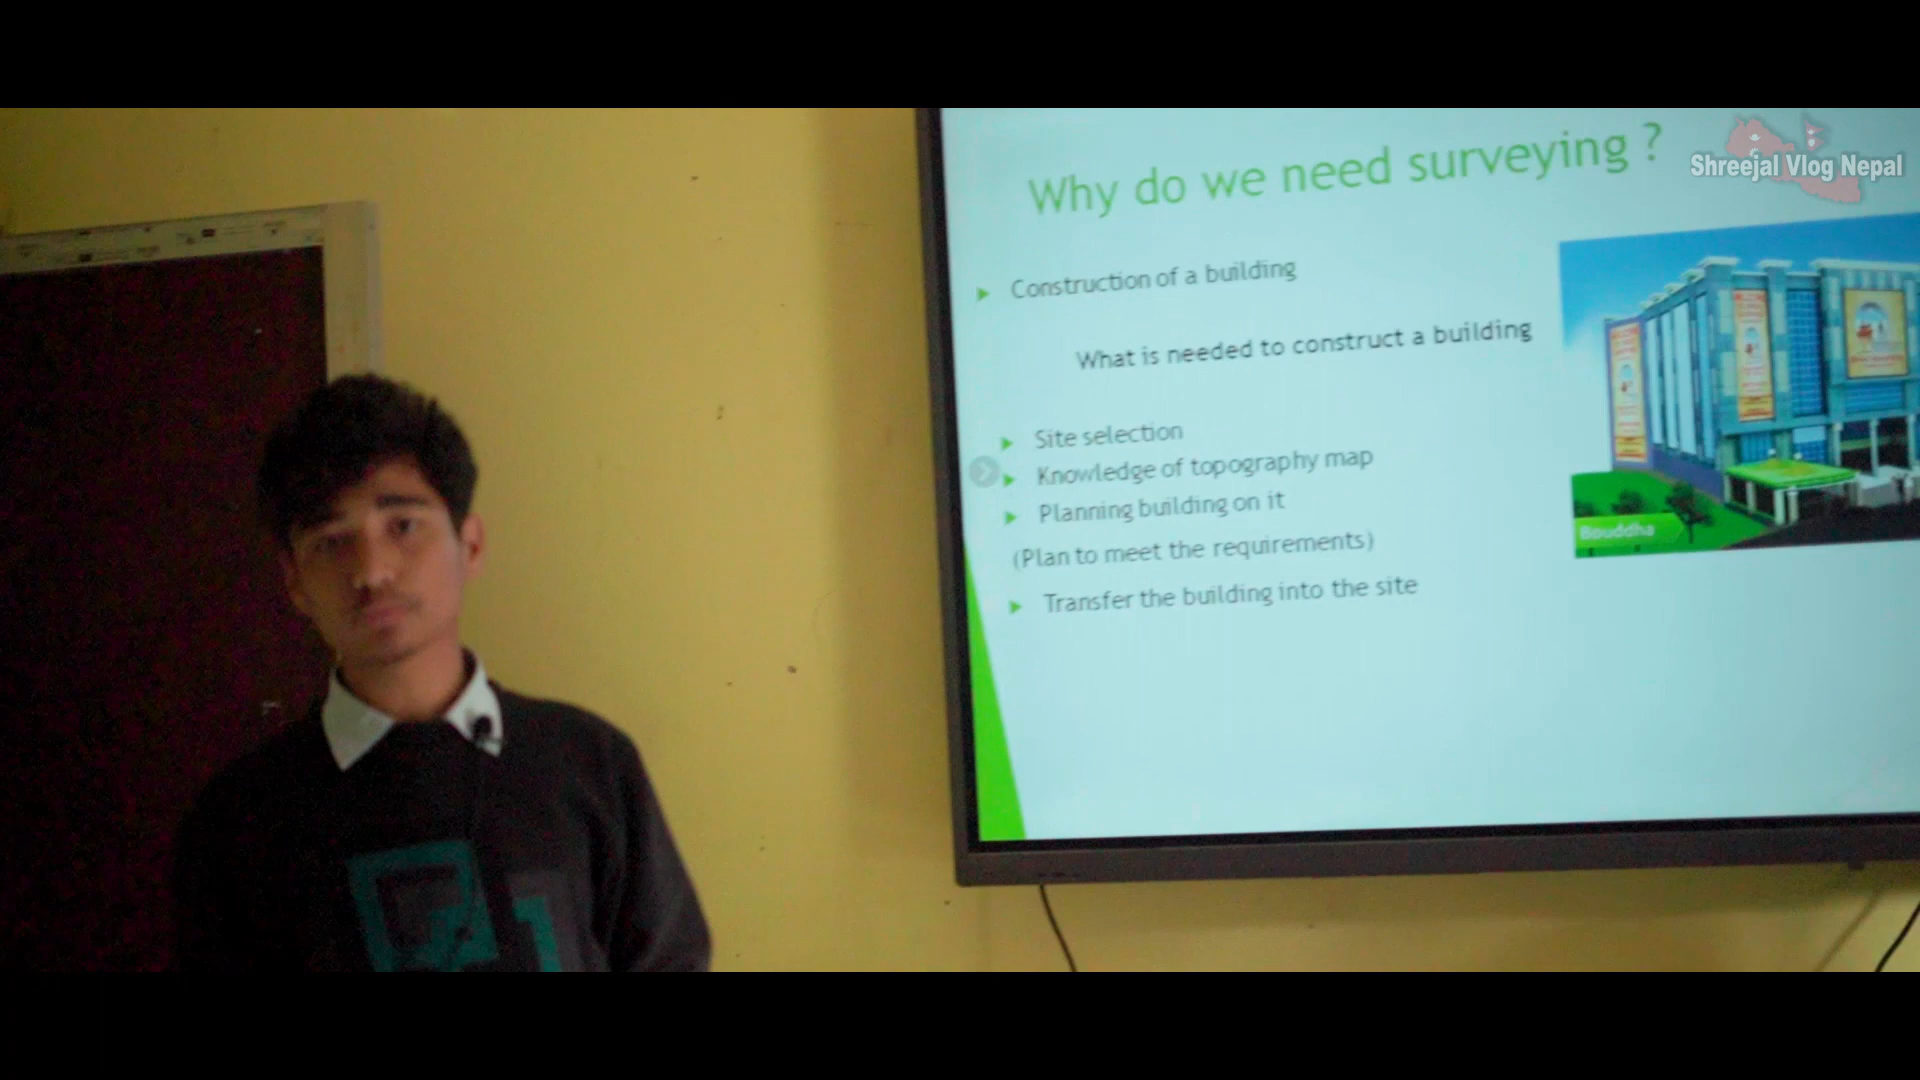 Why do we need surveying ?
Shreejal Vlog Nepal
Construction of a building
What is needed to construct a building
Site selection
Knowledge of topography map
Planning building on it
(Plan to meet the requirements)
Transfer the building into the site
Bouddha